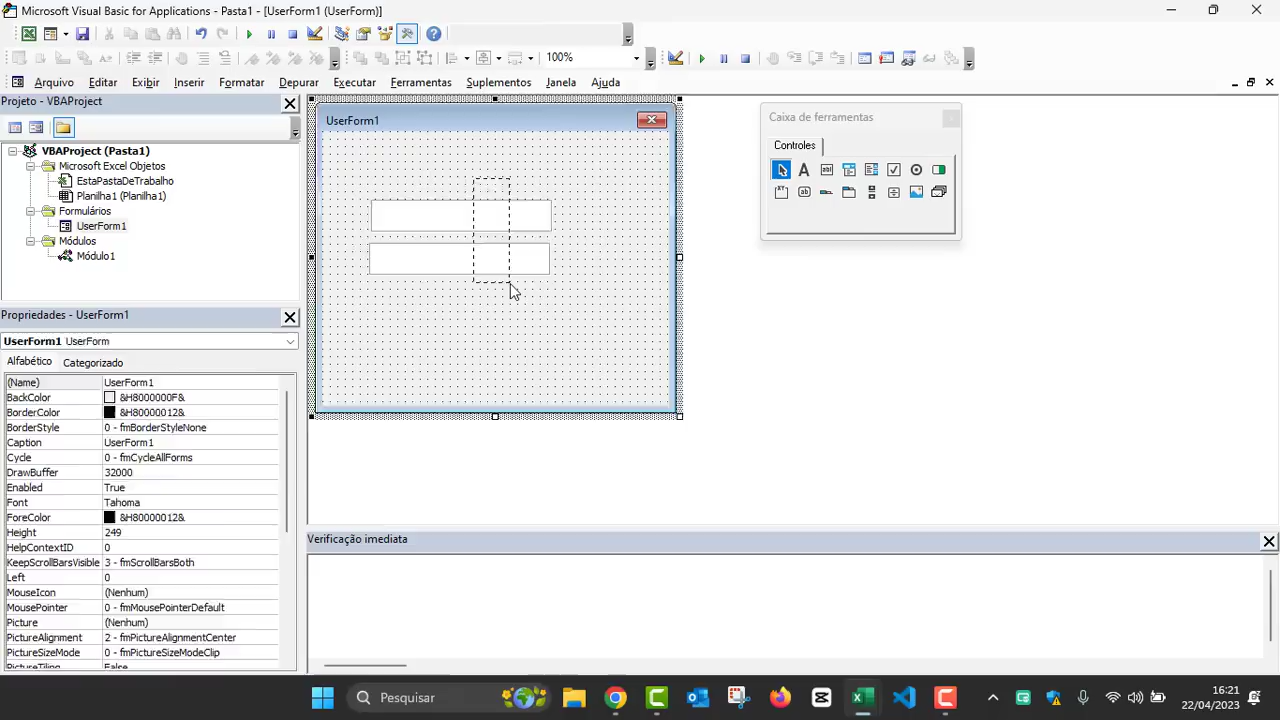 Microsoft Visual Basic for Applications - Pasta1 - [UserForm1 (UserForm)]
100%
Arquivo Editar Exibir Inserir Formatar Depurar Executar Ferramentas Suplementos Janela Ajuda
Projeto - VBAProject
VBAProject (Pasta1)
Microsoft Excel Objetos
EstaPastaDeTrabalho
Planilha1 (Planilha1)
Formulários
UserForm1
Módulos
Módulo1
Propriedades - UserForm1
UserForm1 UserForm
Alfabético Categorizado
(Name) UserForm1
BackColor &H8000000F&
BorderColor &H80000012&
BorderStyle 0 - fmBorderStyleNone
Caption UserForm1
Cycle 0 - fmCycleAllForms
DrawBuffer 32000
Enabled True
Font Tahoma
ForeColor &H80000012&
Height 249
HelpContextID 0
KeepScrollBarsVisible 3 - fmScrollBarsBoth
Left 0
MouseIcon (Nenhum)
MousePointer 0 - fmMousePointerDefault
Picture (Nenhum)
PictureAlignment 2 - fmPictureAlignmentCenter
PictureSizeMode 0 - fmPictureSizeModeClip
PictureTiling False
UserForm1
Caixa de ferramentas
Controles
Verificação imediata
Pesquisar
16:21
22/04/2023